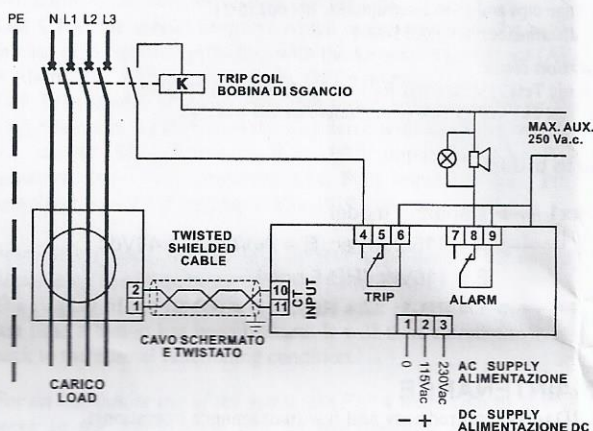 PE
N L1 L2 L3
K
TRIP COIL
BOBINA DI SGANCIO
MAX. AUX.
250 Va.c.
TWISTED
SHIELDED
CABLE
4 5 6
7 8 9
2
1
10
11
CT
INPUT
TRIP
ALARM
CAVO SCHERMATO
E TWISTATO
1 2 3
0
115Vac
230Vac
AC SUPPLY
ALIMENTAZIONE
CARICO
LOAD
- +
DC SUPPLY
ALIMENTAZIONE DC